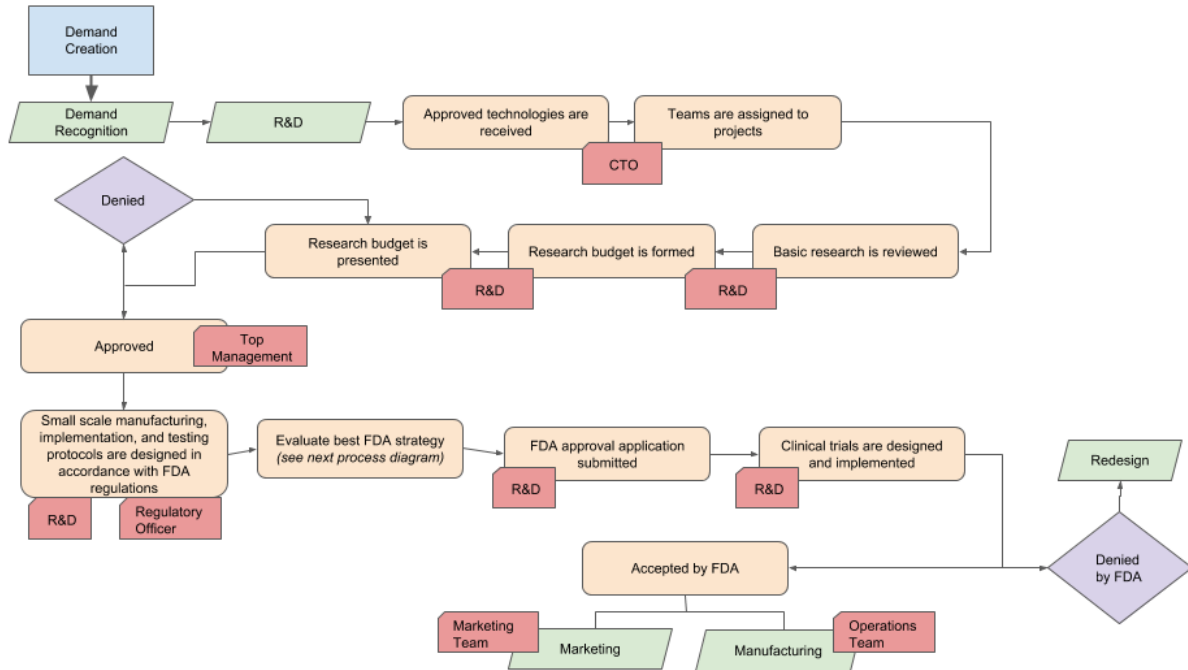 Demand
Creation
Demand
Recognition
R&D
Approved technologies are
received
Teams are assigned to
projects
CTO
Denied
Research budget is
presented
Research budget is formed
Basic research is reviewed
R&D
R&D
Approved
Top
Management
Small scale manufacturing,
implementation, and testing
protocols are designed in
accordance with FDA
regulations
Evaluate best FDA strategy
(see next process diagram)
FDA approval application
submitted
Clinical trials are designed
and implemented
Redesign
R&D
Regulatory
Officer
R&D
R&D
Denied
by FDA
Accepted by FDA
Marketing
Team
Marketing
Manufacturing
Operations
Team